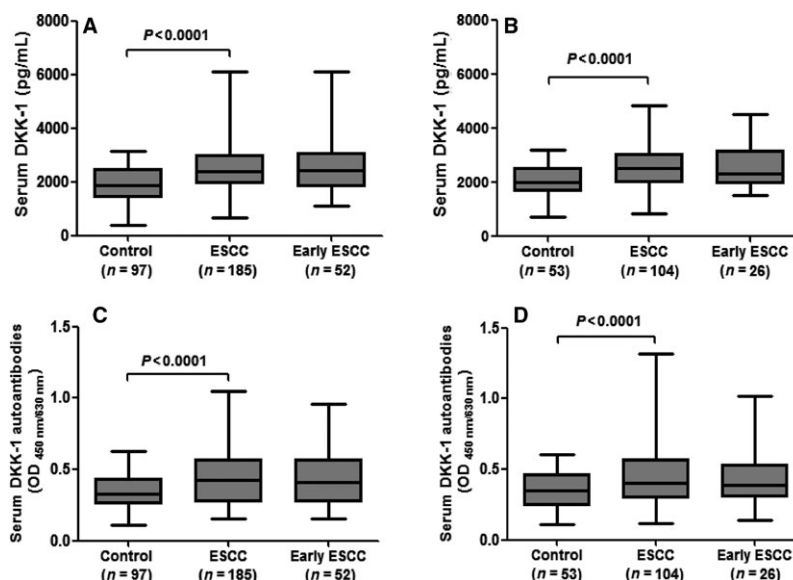 A
P<0.0001
Serum DKK-1 (pg/mL)
8000
6000
4000
2000
0
Control
(n = 97)
ESCC
(n = 185)
Early ESCC
(n = 52)
B
P<0.0001
Serum DKK-1 (pg/mL)
8000
6000
4000
2000
0
Control
(n = 53)
ESCC
(n = 104)
Early ESCC
(n = 26)
C
P<0.0001
Serum DKK-1 autoantibodies
(OD 450 nm/630 nm)
1.5
1.0
0.5
0.0
Control
(n = 97)
ESCC
(n = 185)
Early ESCC
(n = 52)
D
P<0.0001
Serum DKK-1 autoantibodies
(OD 450 nm/630 nm)
1.5
1.0
0.5
0.0
Control
(n = 53)
ESCC
(n = 104)
Early ESCC
(n = 26)